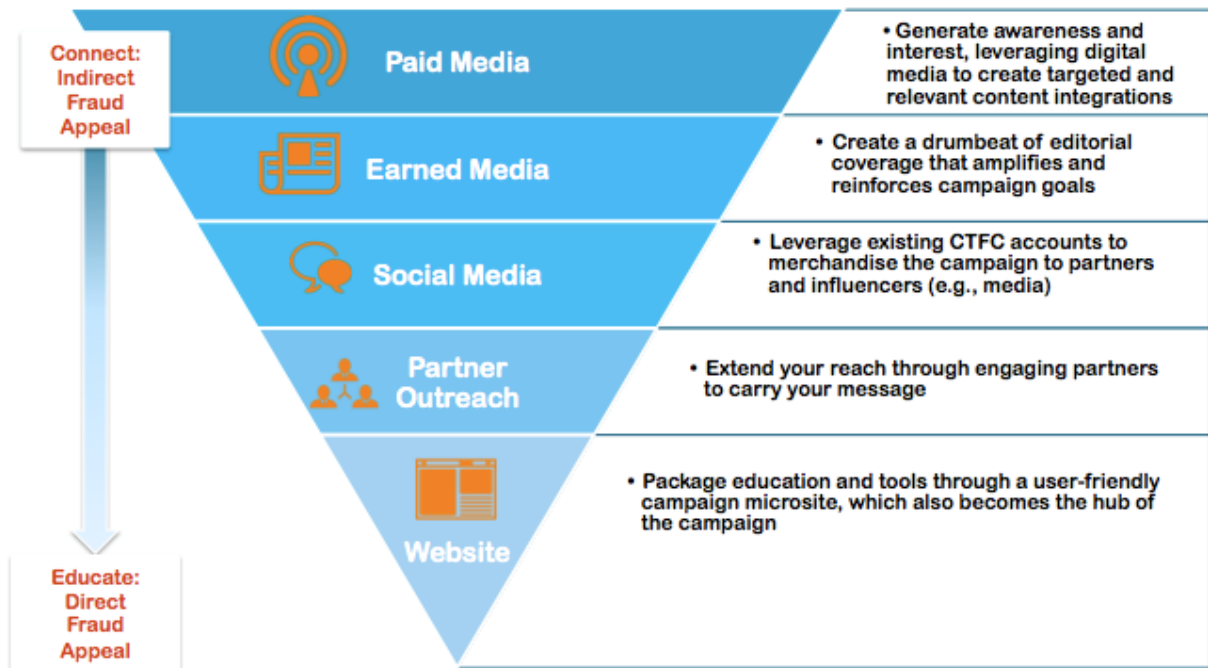 Connect:
Indirect
Fraud
Appeal
Paid Media
• Generate awareness and
interest, leveraging digital
media to create targeted and
relevant content integrations
Earned Media
• Create a drumbeat of editorial
coverage that amplifies and
reinforces campaign goals
Social Media
• Leverage existing CTFC accounts to
merchandise the campaign to partners
and influencers (e.g., media)
Partner
Outreach
• Extend your reach through engaging partners
to carry your message
Website
• Package education and tools through a user-friendly
campaign microsite, which also becomes the hub of
the campaign
Educate:
Direct
Fraud
Appeal